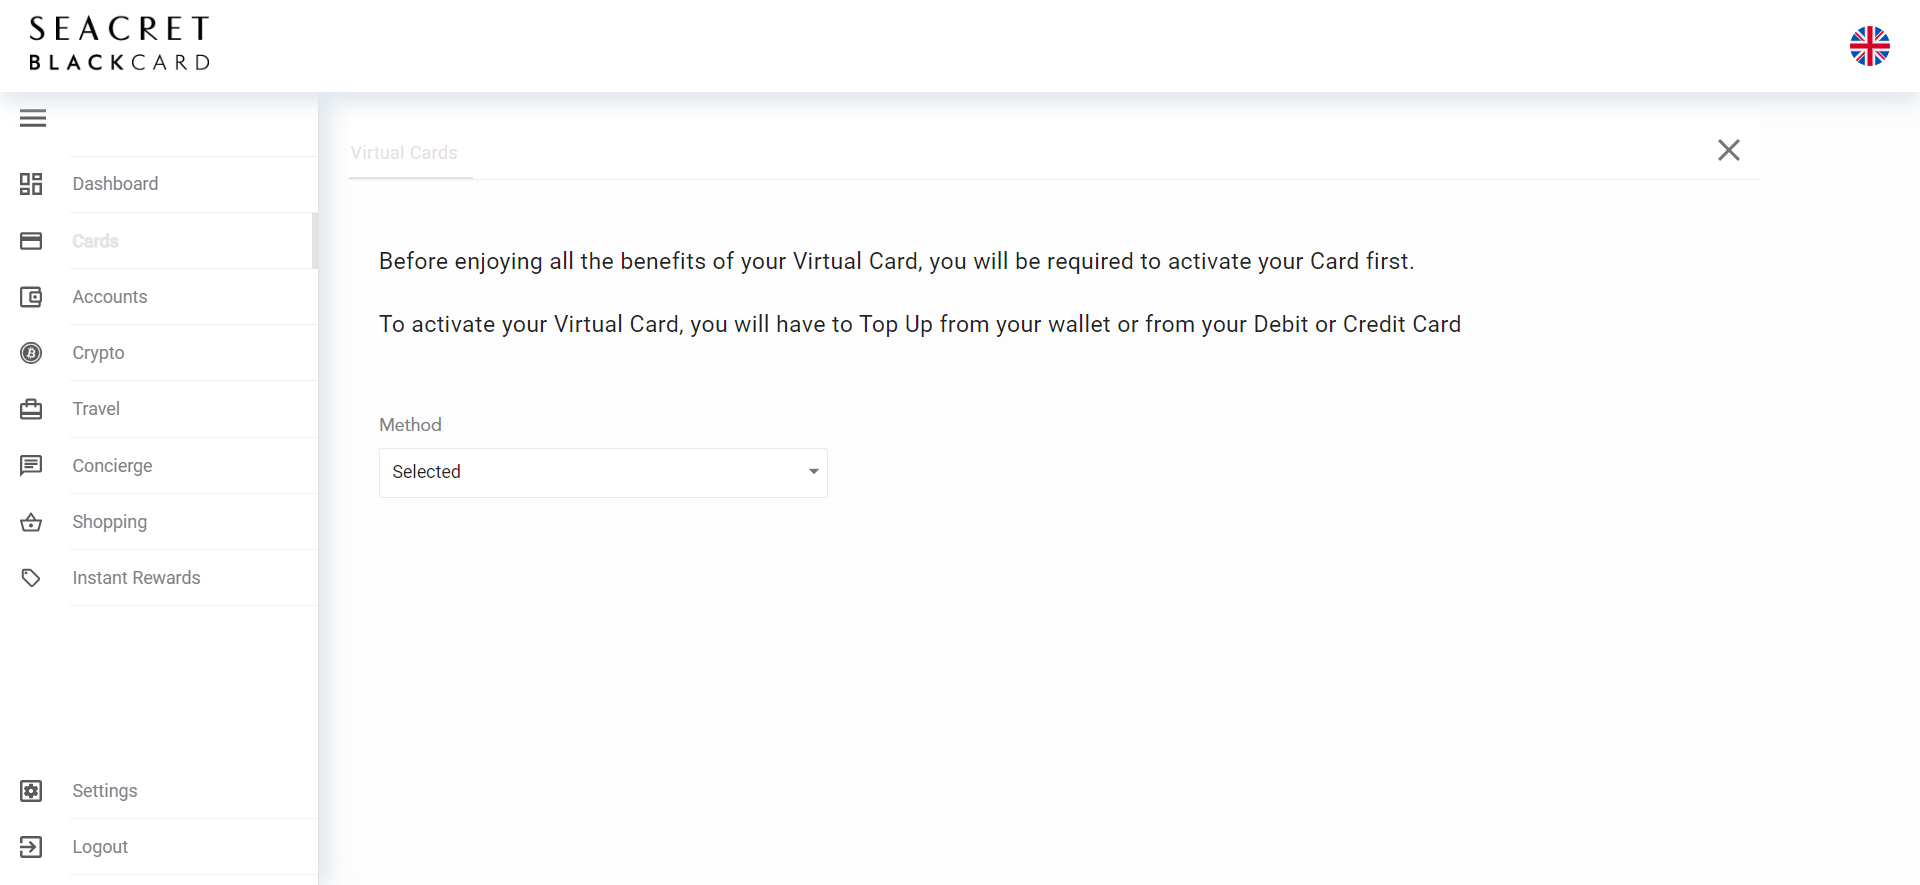 SEACRET
BLACKCARD
Dashboard
Cards
Accounts
Crypto
Travel
Concierge
Shopping
Instant Rewards
Settings
Logout
Virtual Cards
Before enjoying all the benefits of your Virtual Card, you will be required to activate your Card first.
To activate your Virtual Card, you will have to Top Up from your wallet or from your Debit or Credit Card
Method
Selected